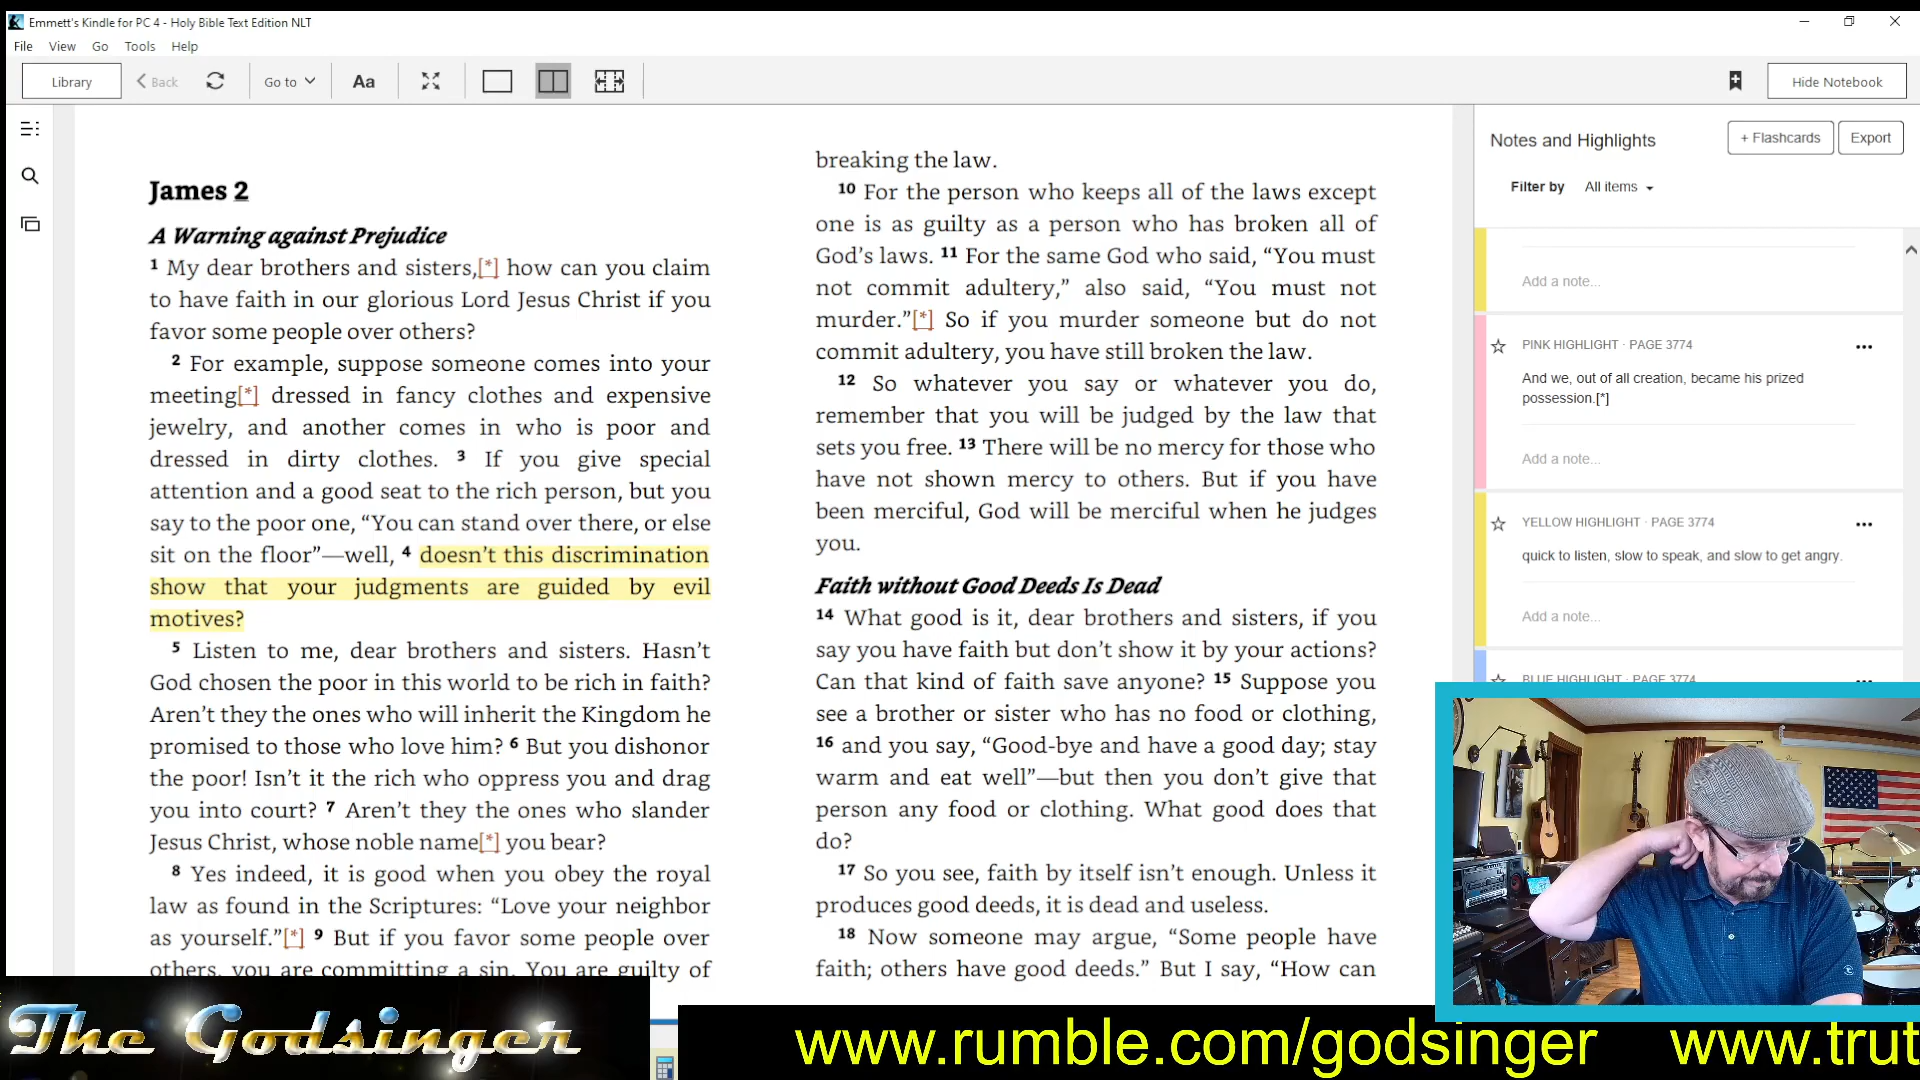 Emmett's Kindle for PC 4 - Holy Bible Text Edition NLT
File View Go Tools Help
Library
Back
Go to
Aa
Hide Notebook
James 2
A Warning against Prejudice
1 My dear brothers and sisters,[*] how can you claim
to have faith in our glorious Lord Jesus Christ if you
favor some people over others?
2 For example, suppose someone comes into your
meeting[*] dressed in fancy clothes and expensive
jewelry, and another comes in who is poor and
dressed in dirty clothes. 3 If you give special
attention and a good seat to the rich person, but you
say to the poor one, “You can stand over there, or else
sit on the floor”—well, 4 doesn't this discrimination
show that your judgments are guided by evil
motives?
5 Listen to me, dear brothers and sisters. Hasn't
God chosen the poor in this world to be rich in faith?
Aren't they the ones who will inherit the Kingdom he
promised to those who love him? 6 But you dishonor
the poor! Isn't it the rich who oppress you and drag
you into court? 7 Aren't they the ones who slander
Jesus Christ, whose noble name[*] you bear?
8 Yes indeed, it is good when you obey the royal
law as found in the Scriptures: “Love your neighbor
as yourself.”[*] 9 But if you favor some people over
others, you are committing a sin. You are guilty of
breaking the law.
10 For the person who keeps all of the laws except
one is as guilty as a person who has broken all of
God's laws. 11 For the same God who said, “You must
not commit adultery,” also said, “You must not
murder.”[*] So if you murder someone but do not
commit adultery, you have still broken the law.
12 So whatever you say or whatever you do,
remember that you will be judged by the law that
sets you free. 13 There will be no mercy for those who
have not shown mercy to others. But if you have
been merciful, God will be merciful when he judges
you.
Faith without Good Deeds Is Dead
14 What good is it, dear brothers and sisters, if you
say you have faith but don't show it by your actions?
Can that kind of faith save anyone? 15 Suppose you
see a brother or sister who has no food or clothing,
16 and you say, “Good-bye and have a good day; stay
warm and eat well”—but then you don't give that
person any food or clothing. What good does that
do?
17 So you see, faith by itself isn't enough. Unless it
produces good deeds, it is dead and useless.
18 Now someone may argue, “Some people have
faith; others have good deeds.” But I say, “How can
Notes and Highlights
+ Flashcards
Export
Filter by All items
Add a note...
PINK HIGHLIGHT · PAGE 3774
And we, out of all creation, became his prized
possession.[*]
Add a note...
YELLOW HIGHLIGHT · PAGE 3774
quick to listen, slow to speak, and slow to get angry.
Add a note...
BLUE HIGHLIGHT · PAGE 3774
The Godsinger
www.rumble.com/godsinger
www.trut